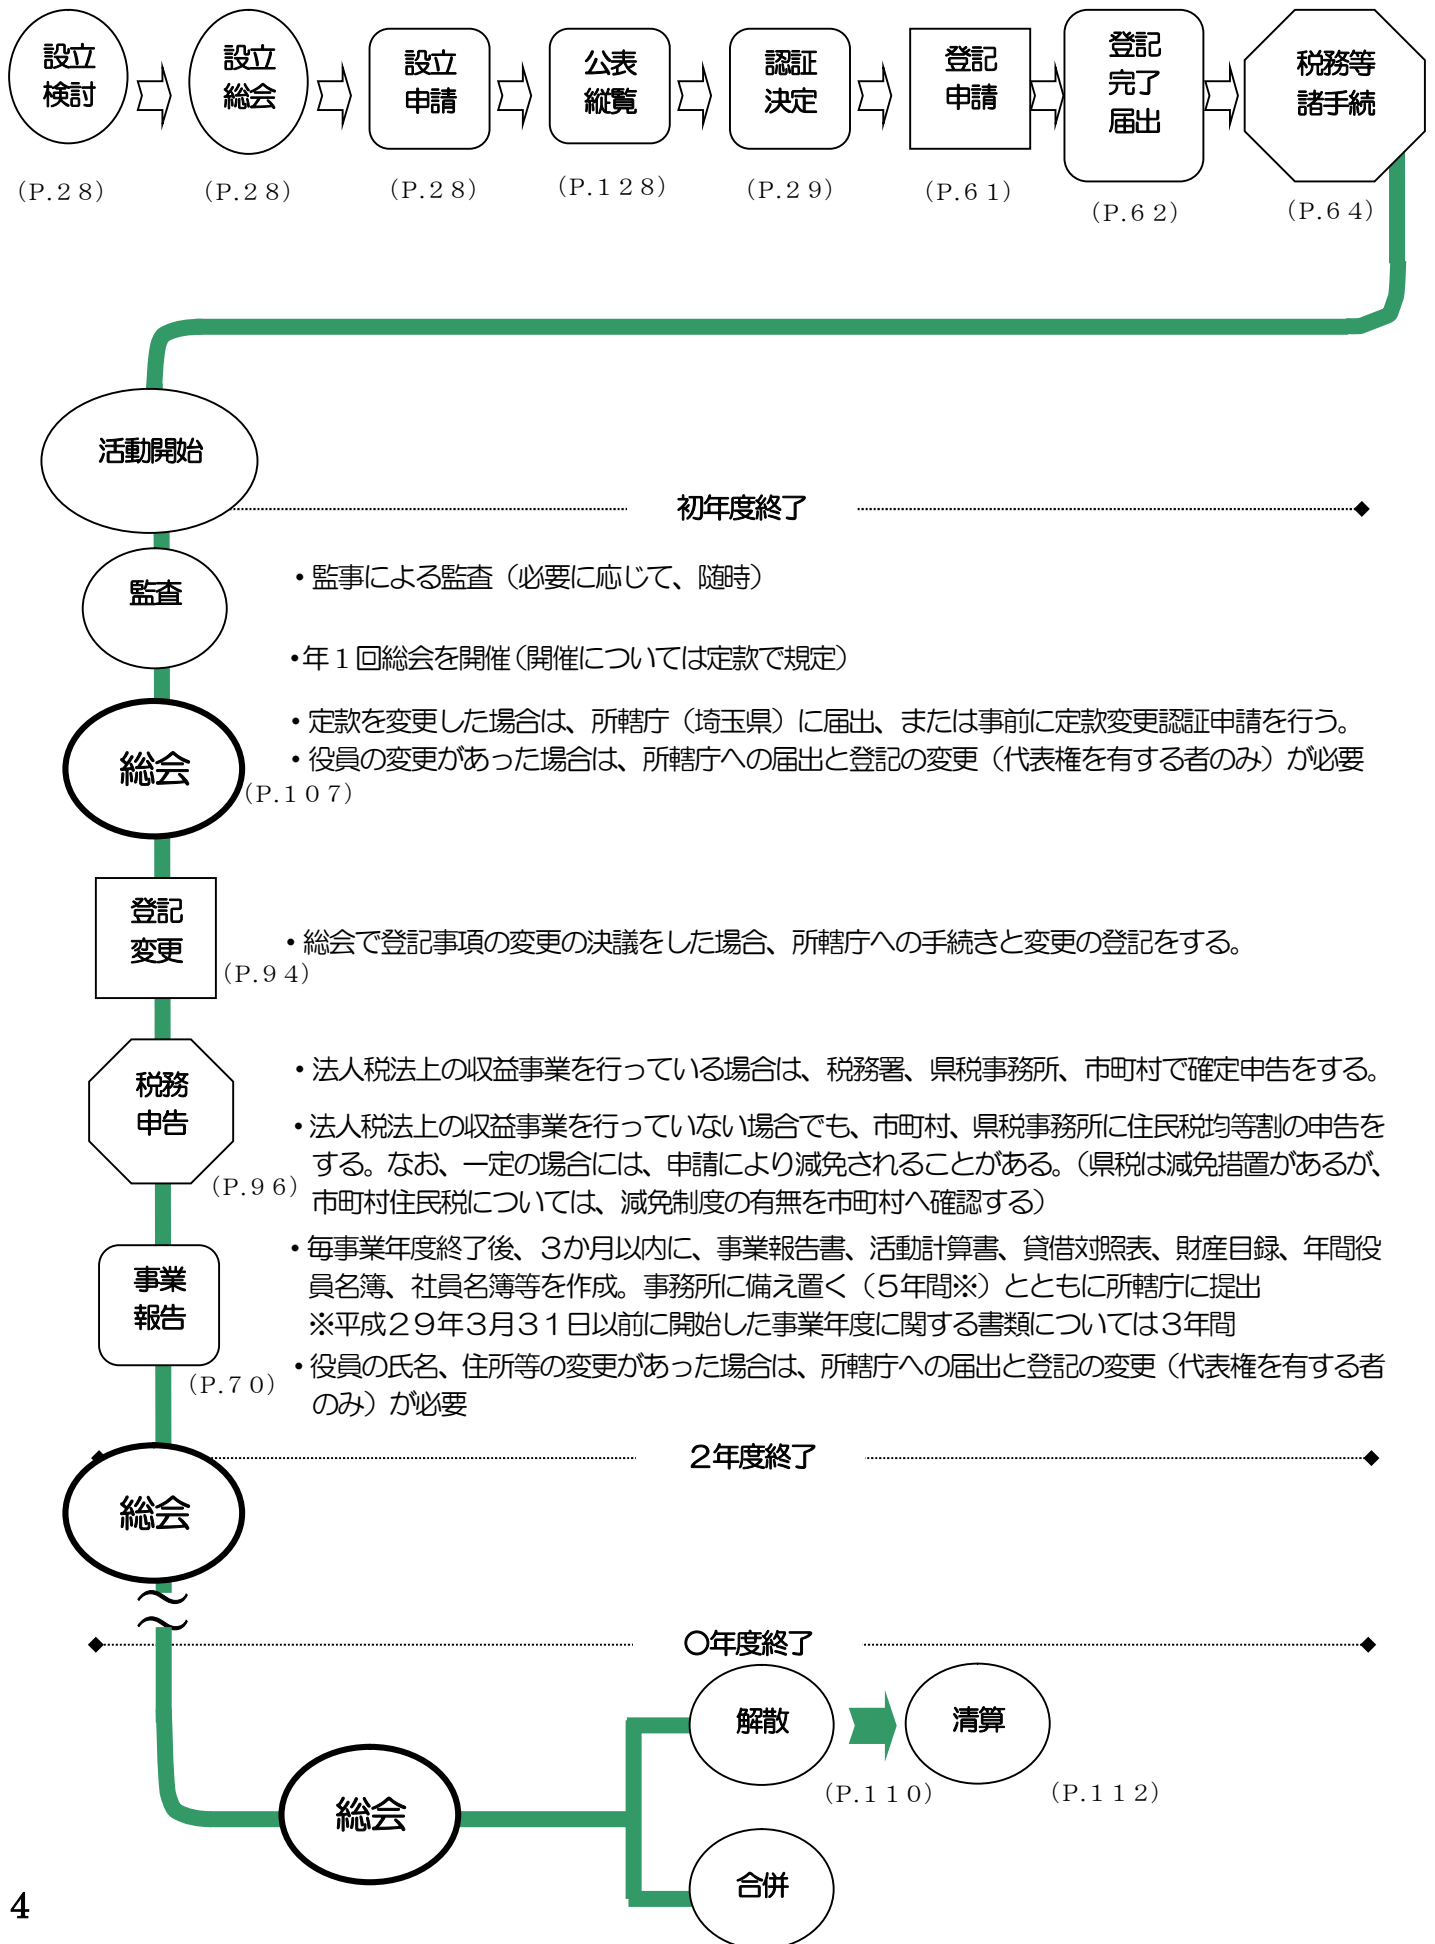 設立
検討
設立
総会
設立
申請
公表
縦覧
認証
決定
登記
申請
登記
完了
届出
税務等
諸手続
（P.２８）
（P.２８）
（P.２８）
（P.１２８）
（P.２９）
（P.６１）
（P.６２）
（P.６４）
活動開始
初年度終了
監査
・監事による監査（必要に応じて、随時）
・年１回総会を開催（開催については定款で規定）
総会
（P.１０７）
・定款を変更した場合は、所轄庁（埼玉県）に届出、または事前に定款変更認証申請を行う。
・役員の変更があった場合は、所轄庁への届出と登記の変更（代表権を有する者のみ）が必要
登記
変更
（P.９４）
・総会で登記事項の変更の決議をした場合、所轄庁への手続きと変更の登記をする。
税務
申告
（P.９６）
・法人税法上の収益事業を行っている場合は、税務署、県税事務所、市町村で確定申告をする。
・法人税法上の収益事業を行っていない場合でも、市町村、県税事務所に住民税均等割の申告を
する。なお、一定の場合には、申請により減免されることがある。（県税は減免措置があるが、
市町村住民税については、減免制度の有無を市町村へ確認する）
事業
報告
（P.７０）
・毎事業年度終了後、３か月以内に、事業報告書、活動計算書、貸借対照表、財産目録、年間役
員名簿、社員名簿等を作成。事務所に備え置く（５年間※）とともに所轄庁に提出
※平成２９年３月３１日以前に開始した事業年度に関する書類については３年間
・役員の氏名、住所等の変更があった場合は、所轄庁への届出と登記の変更（代表権を有する者
のみ）が必要
２年度終了
総会
〇年度終了
解散
（P.１１０）
清算
（P.１１２）
総会
合併
4